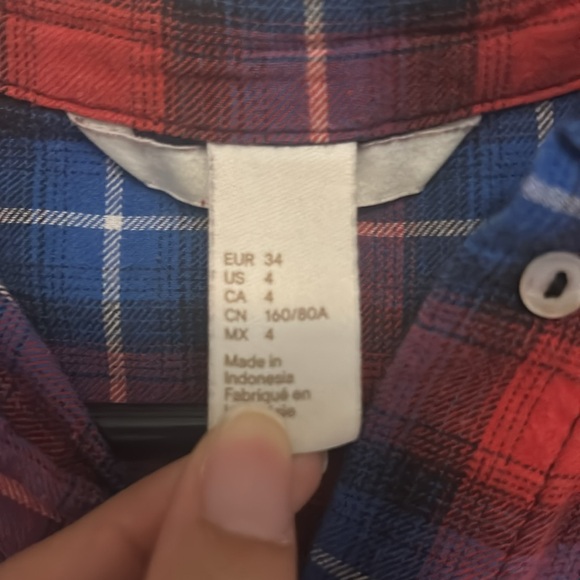 EUR 34
US 4
CA 4
CN 160/80A
MX 4
Made in
Indonesia
Fabriqué en